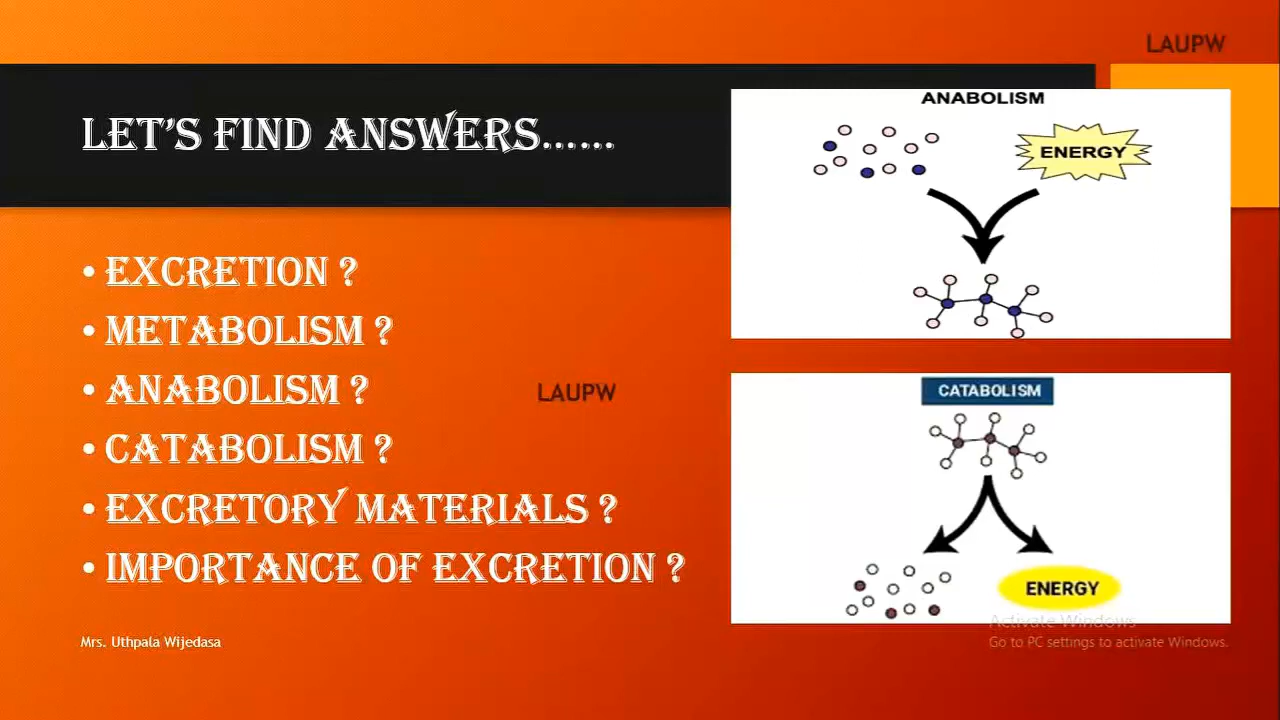 LAUPW
LET'S FIND ANSWERS......
• EXCRETION ?
• METABOLISM ?
• ANABOLISM ?
• CATABOLISM ?
• EXCRETORY MATERIALS ?
• IMPORTANCE OF EXCRETION ?
LAUPW
Mrs. Uthpala Wijedasa
ANABOLISM
ENERGY
CATABOLISM
ENERGY
Activate Windows
Go to PC settings to activate Windows.